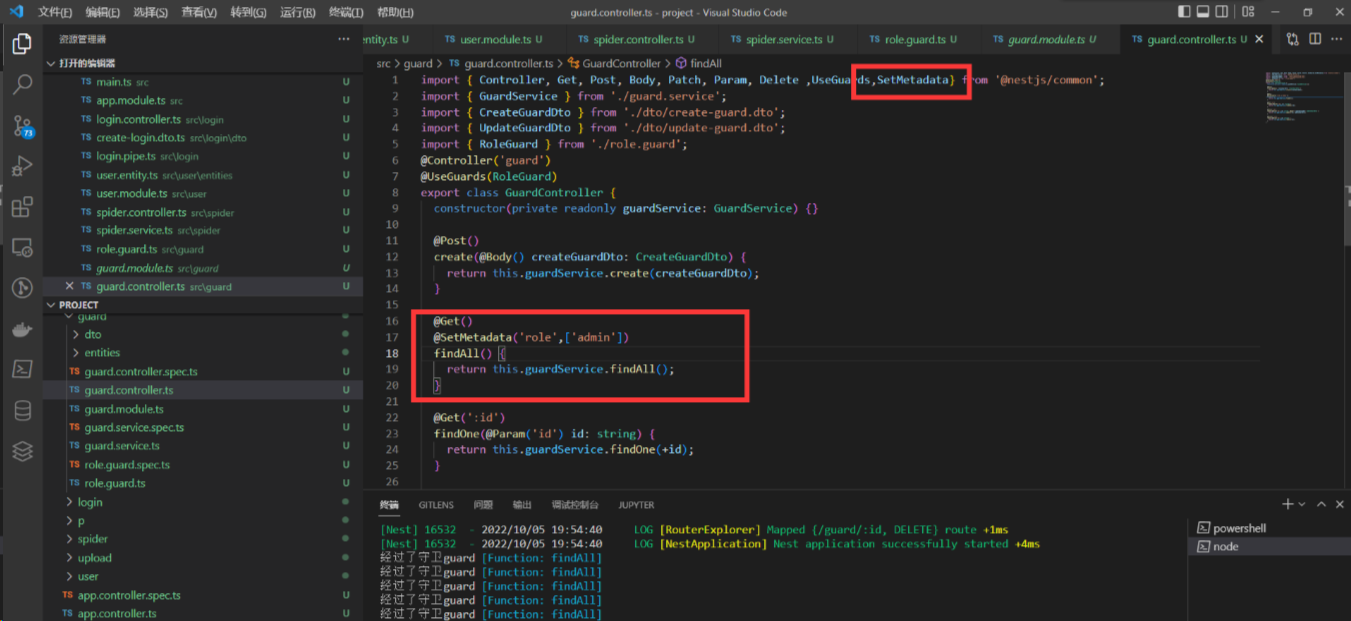 文件(F) 编辑(E) 选择(S) 查看(V) 转到(G) 运行(R) 终端(T) 帮助(H) guard.controller.ts - project - Visual Studio Code
资源管理器 ···
entity.ts U TS user.module.ts U TS spider.controller.ts U TS spider.service.ts U TS role.guard.ts U TS guard.module.ts U TS guard.controller.ts U
打开的编辑器
TS main.ts src U
TS app.module.ts src U
TS login.controller.ts src\login U
TS create-login.dto.ts src\login\dto U
TS login.pipe.ts src\login U
TS user.entity.ts src\user\entities U
TS user.module.ts src\user U
TS spider.controller.ts src\spider U
TS spider.service.ts src\spider U
TS role.guard.ts src\guard U
TS guard.module.ts src\guard U
TS guard.controller.ts src\guard U
73
PROJECT
guard
dto
entities
TS guard.controller.spec.ts U
TS guard.controller.ts U
TS guard.module.ts U
TS guard.service.spec.ts U
TS guard.service.ts U
TS role.guard.spec.ts U
TS role.guard.ts U
login
p
spider
upload
user
TS app.controller.spec.ts U
TS app.controller.ts U
src > guard > TS guard.controller.ts > GuardController > findAll
1 import { Controller, Get, Post, Body, Patch, Param, Delete ,UseGuards,SetMetadata} from '@nestjs/common';
2 import { GuardService } from './guard.service';
3 import { CreateGuardDto } from './dto/create-guard.dto';
4 import { UpdateGuardDto } from './dto/update-guard.dto';
5 import { RoleGuard } from './role.guard';
6 @Controller('guard')
7 @UseGuards(RoleGuard)
8 export class GuardController {
9 constructor(private readonly guardService: GuardService) {}
10
11 @Post()
12 create(@Body() createGuardDto: CreateGuardDto) {
13 return this.guardService.create(createGuardDto);
14 }
15
16 @Get()
17 @SetMetadata('role',['admin'])
18 findAll() {
19 return this.guardService.findAll();
20 }
21
22 @Get(':id')
23 findOne(@Param('id') id: string) {
24 return this.guardService.findOne(+id);
25 }
26
终端 GITLENS 问题 输出 调试控制台 JUPYTER
[Nest] 16532 - 2022/10/05 19:54:40 LOG [RouterExplorer] Mapped {/guard/:id, DELETE} route +1ms
[Nest] 16532 - 2022/10/05 19:54:40 LOG [NestApplication] Nest application successfully started +4ms
经过了守卫guard [Function: findAll]
经过了守卫guard [Function: findAll]
经过了守卫guard [Function: findAll]
经过了守卫guard [Function: findAll]
经过了守卫guard [Function: findAll]
powershell
node